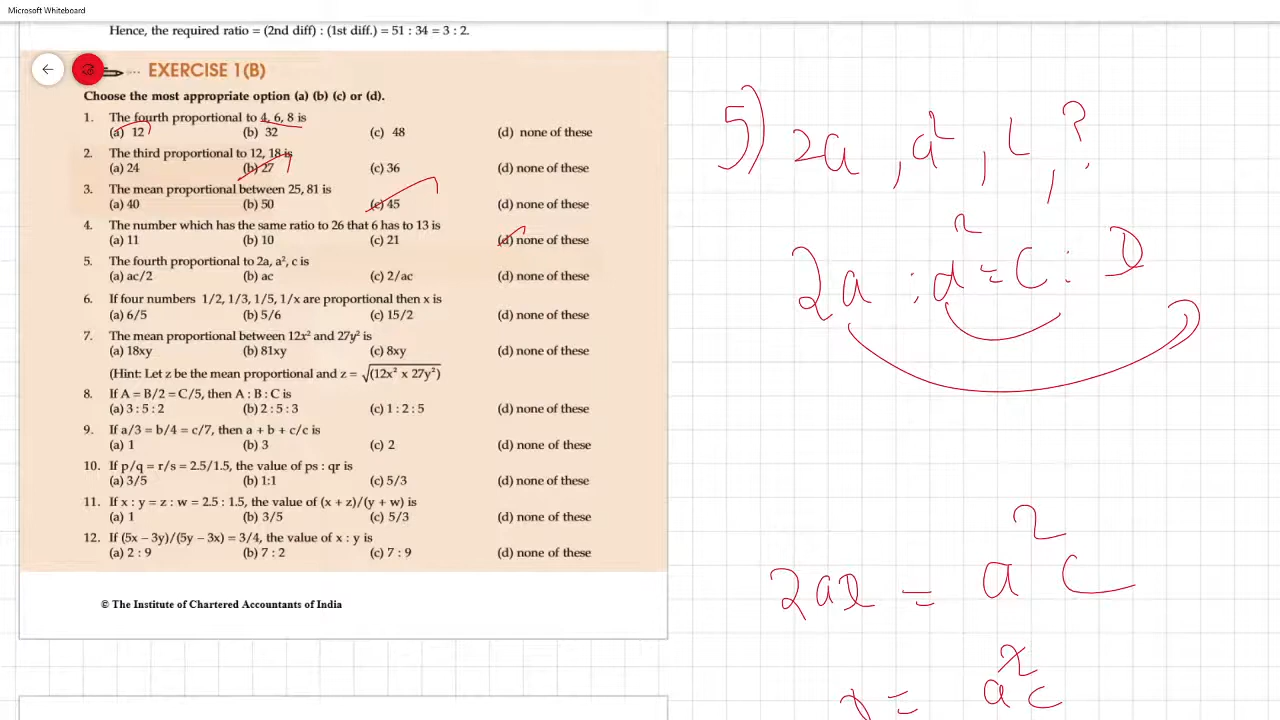 Microsoft Whiteboard
Hence, the required ratio = (2nd diff) : (1st diff.) = 51 : 34 = 3 : 2.
EXERCISE 1(B)
Choose the most appropriate option (a) (b) (c) or (d).
1. The fourth proportional to 4, 6, 8 is
(a) 12 (b) 32 (c) 48 (d) none of these
2. The third proportional to 12, 18 is
(a) 24 (b) 27 (c) 36 (d) none of these
3. The mean proportional between 25, 81 is
(a) 40 (b) 50 (c) 45 (d) none of these
4. The number which has the same ratio to 26 that 6 has to 13 is
(a) 11 (b) 10 (c) 21 (d) none of these
5. The fourth proportional to 2a, a², c is
(a) ac/2 (b) ac (c) 2/ac (d) none of these
6. If four numbers 1/2, 1/3, 1/5, 1/x are proportional then x is
(a) 6/5 (b) 5/6 (c) 15/2 (d) none of these
7. The mean proportional between 12x² and 27y² is
(a) 18xy (b) 81xy (c) 8xy (d) none of these
(Hint: Let z be the mean proportional and z = √(12x² x 27y²)
8. If A = B/2 = C/5, then A : B : C is
(a) 3 : 5 : 2 (b) 2 : 5 : 3 (c) 1 : 2 : 5 (d) none of these
9. If a/3 = b/4 = c/7, then a + b + c/c is
(a) 1 (b) 3 (c) 2 (d) none of these
10. If p/q = r/s = 2.5/1.5, the value of ps : qr is
(a) 3/5 (b) 1:1 (c) 5/3 (d) none of these
11. If x : y = z : w = 2.5 : 1.5, the value of (x + z)/(y + w) is
(a) 1 (b) 3/5 (c) 5/3 (d) none of these
12. If (5x – 3y)/(5y – 3x) = 3/4, the value of x : y is
(a) 2 : 9 (b) 7 : 2 (c) 7 : 9 (d) none of these
© The Institute of Chartered Accountants of India
5) 2a, a², c, ?
2a : a² = C : D
= a²c
= a²c